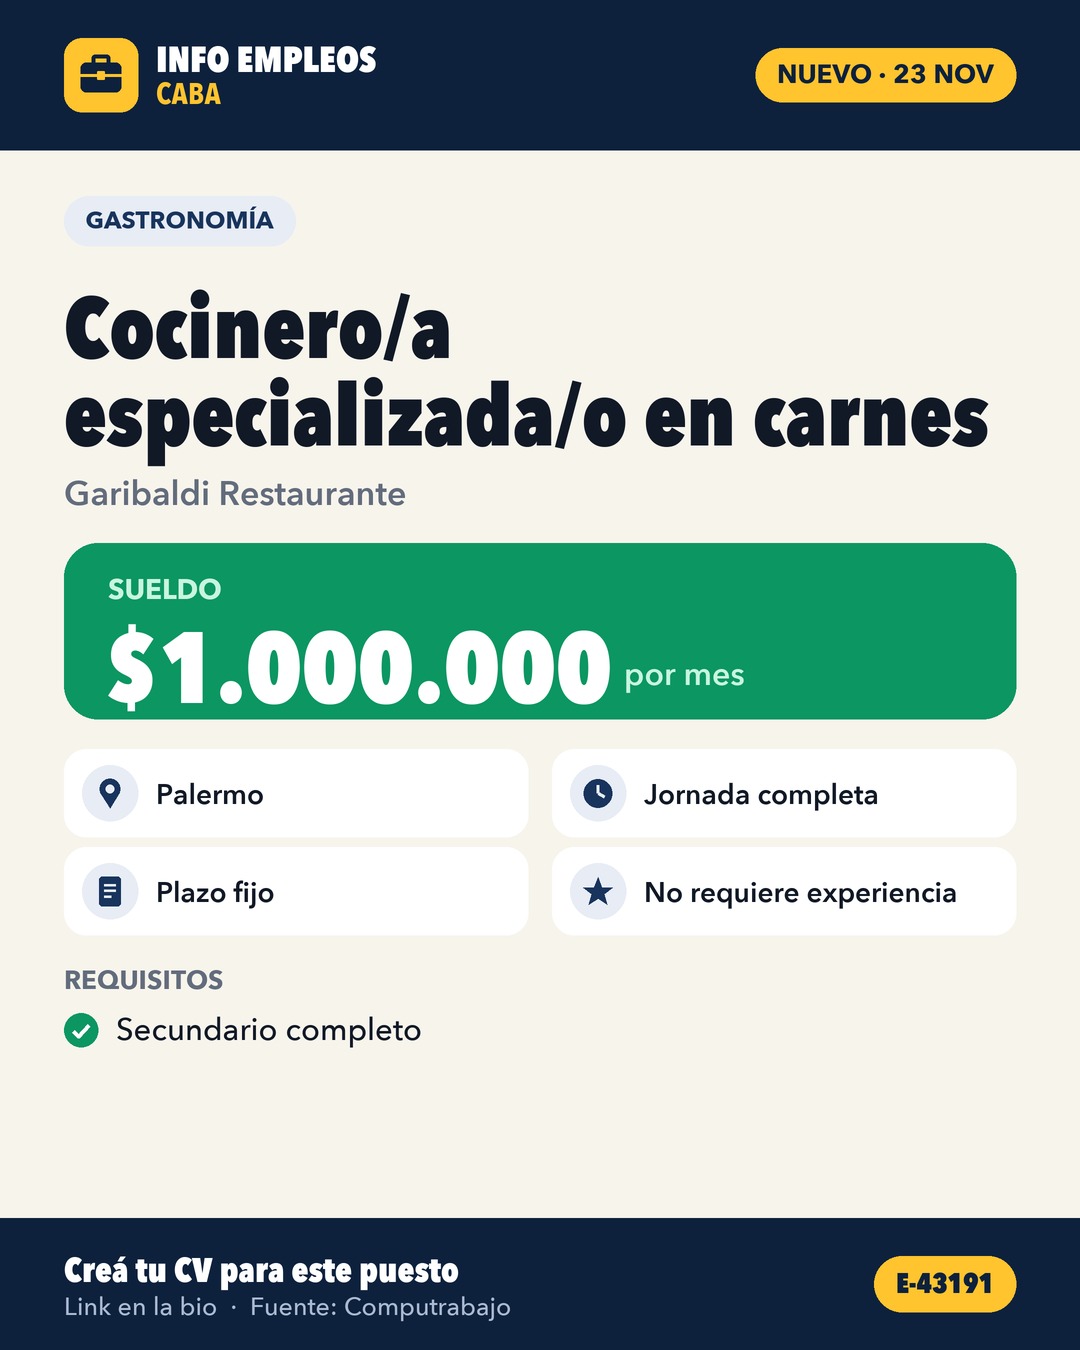 INFO EMPLEOS
CABA
NUEVO · 23 NOV
GASTRONOMÍA
Cocinero/a
especializada/o en carnes
Garibaldi Restaurante
SUELDO
$1.000.000 por mes
Palermo
Jornada completa
Plazo fijo
No requiere experiencia
REQUISITOS
Secundario completo
Creá tu CV para este puesto
Link en la bio · Fuente: Computrabajo
E-43191